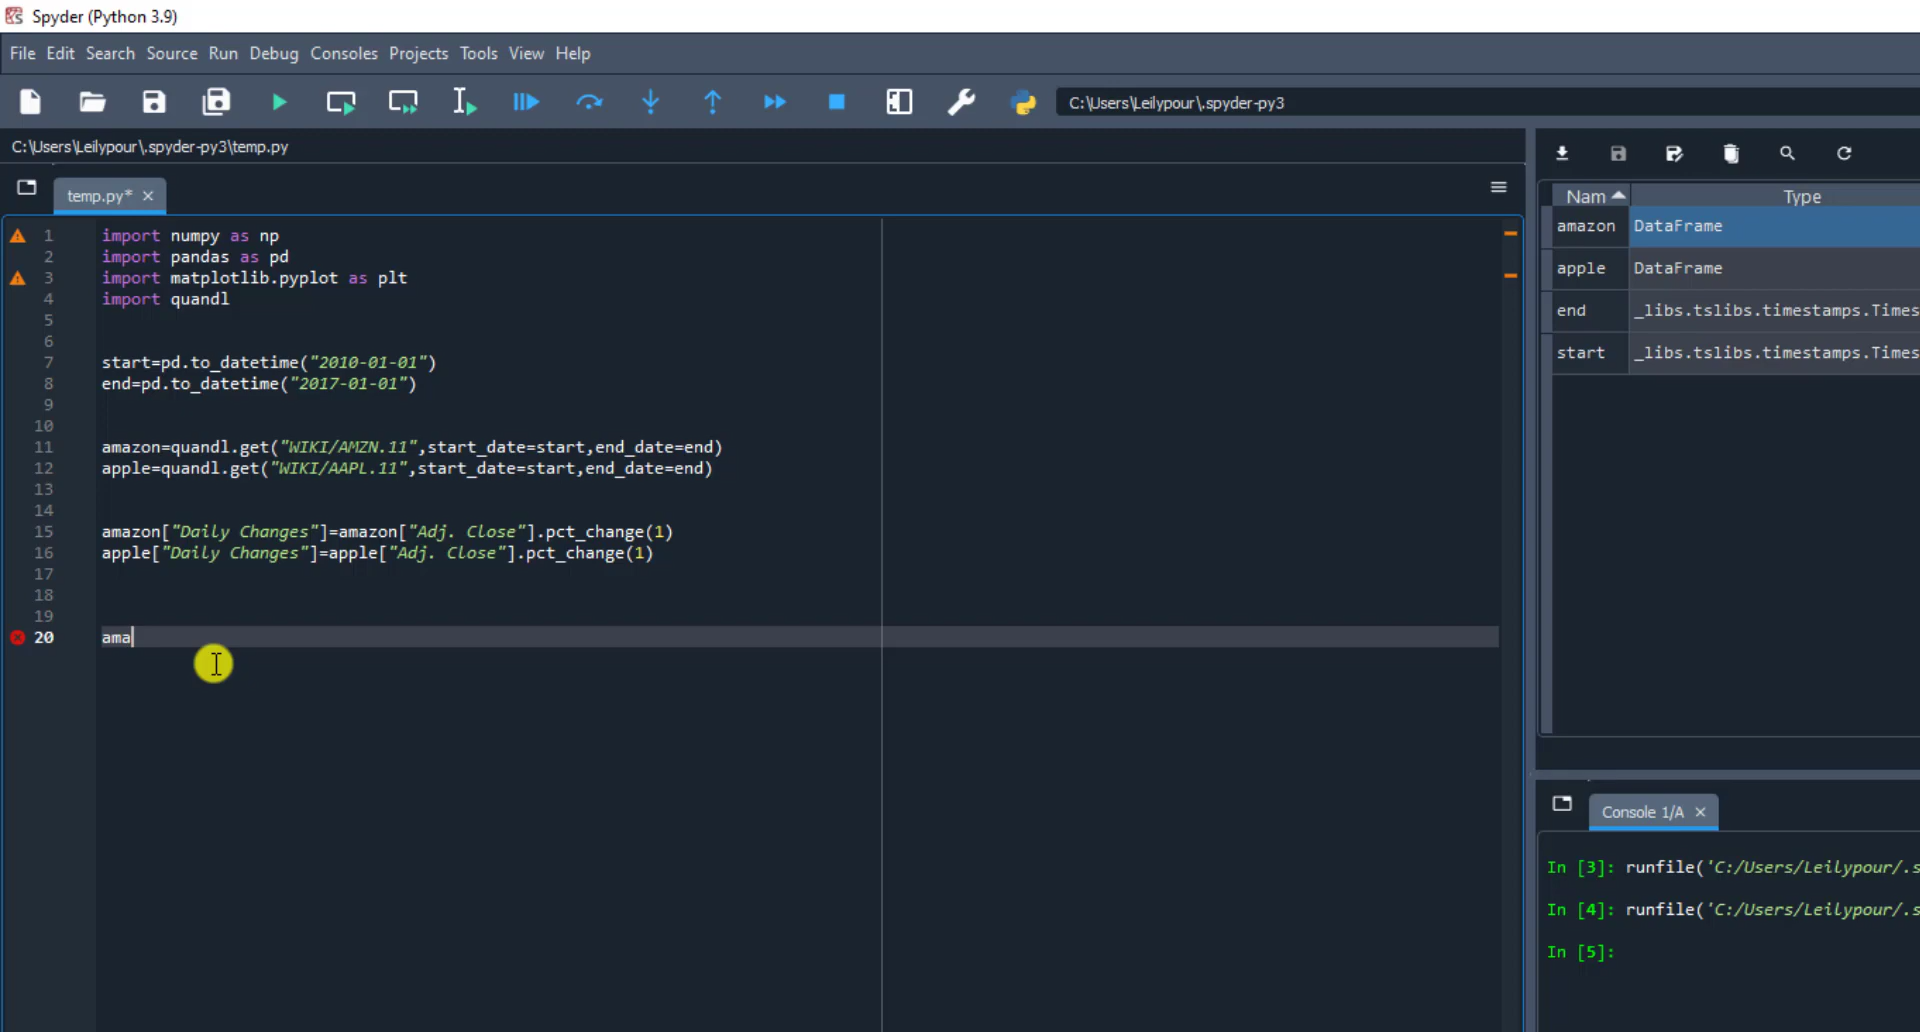 Spyder (Python 3.9)
File Edit Search Source Run Debug Consoles Projects Tools View Help
C:\Users\Leilypour\.spyder-py3
C:\Users\Leilypour\.spyder-py3\temp.py
temp.py*
1 import numpy as np
2 import pandas as pd
3 import matplotlib.pyplot as plt
4 import quandl
5
6
7 start=pd.to_datetime("2010-01-01")
8 end=pd.to_datetime("2017-01-01")
9
10
11 amazon=quandl.get("WIKI/AMZN.11",start_date=start,end_date=end)
12 apple=quandl.get("WIKI/AAPL.11",start_date=start,end_date=end)
13
14
15 amazon["Daily Changes"]=amazon["Adj. Close"].pct_change(1)
16 apple["Daily Changes"]=apple["Adj. Close"].pct_change(1)
17
18
19
20 ama
Nam Type
amazon DataFrame
apple DataFrame
end _libs.tslibs.timestamps.Times
start _libs.tslibs.timestamps.Times
Console 1/A
In [3]: runfile('C:/Users/Leilypour/.s
In [4]: runfile('C:/Users/Leilypour/.s
In [5]: